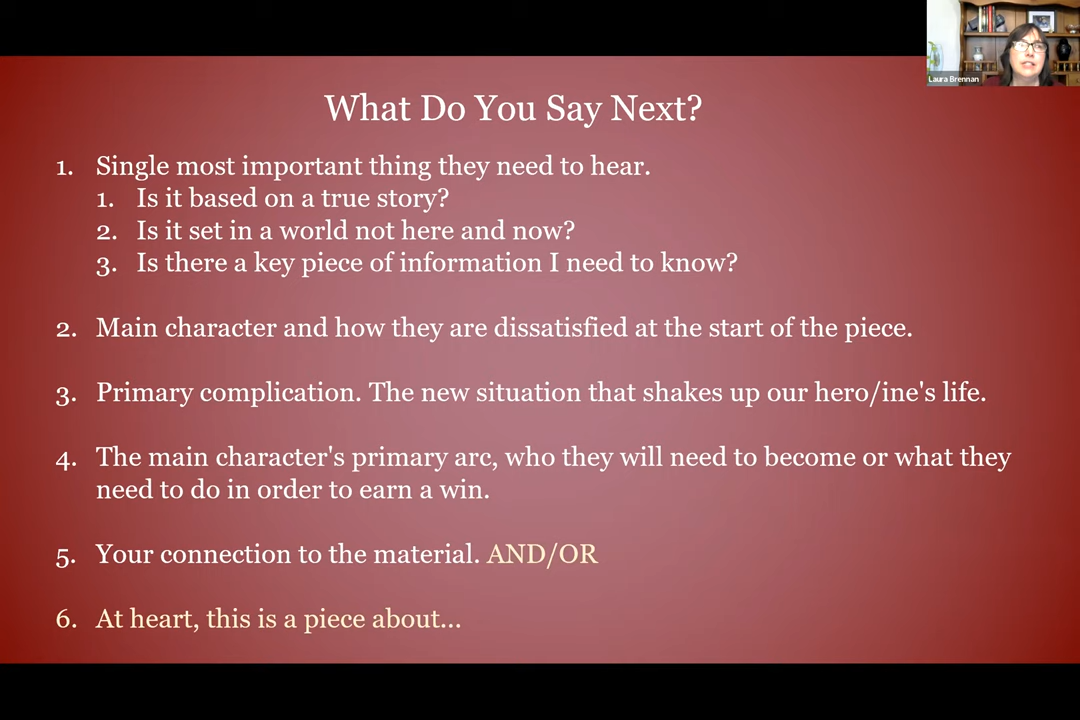 Laura Brennan
What Do You Say Next?
1. Single most important thing they need to hear.
1. Is it based on a true story?
2. Is it set in a world not here and now?
3. Is there a key piece of information I need to know?
2. Main character and how they are dissatisfied at the start of the piece.
3. Primary complication. The new situation that shakes up our hero/ine's life.
4. The main character's primary arc, who they will need to become or what they
need to do in order to earn a win.
5. Your connection to the material. AND/OR
6. At heart, this is a piece about...